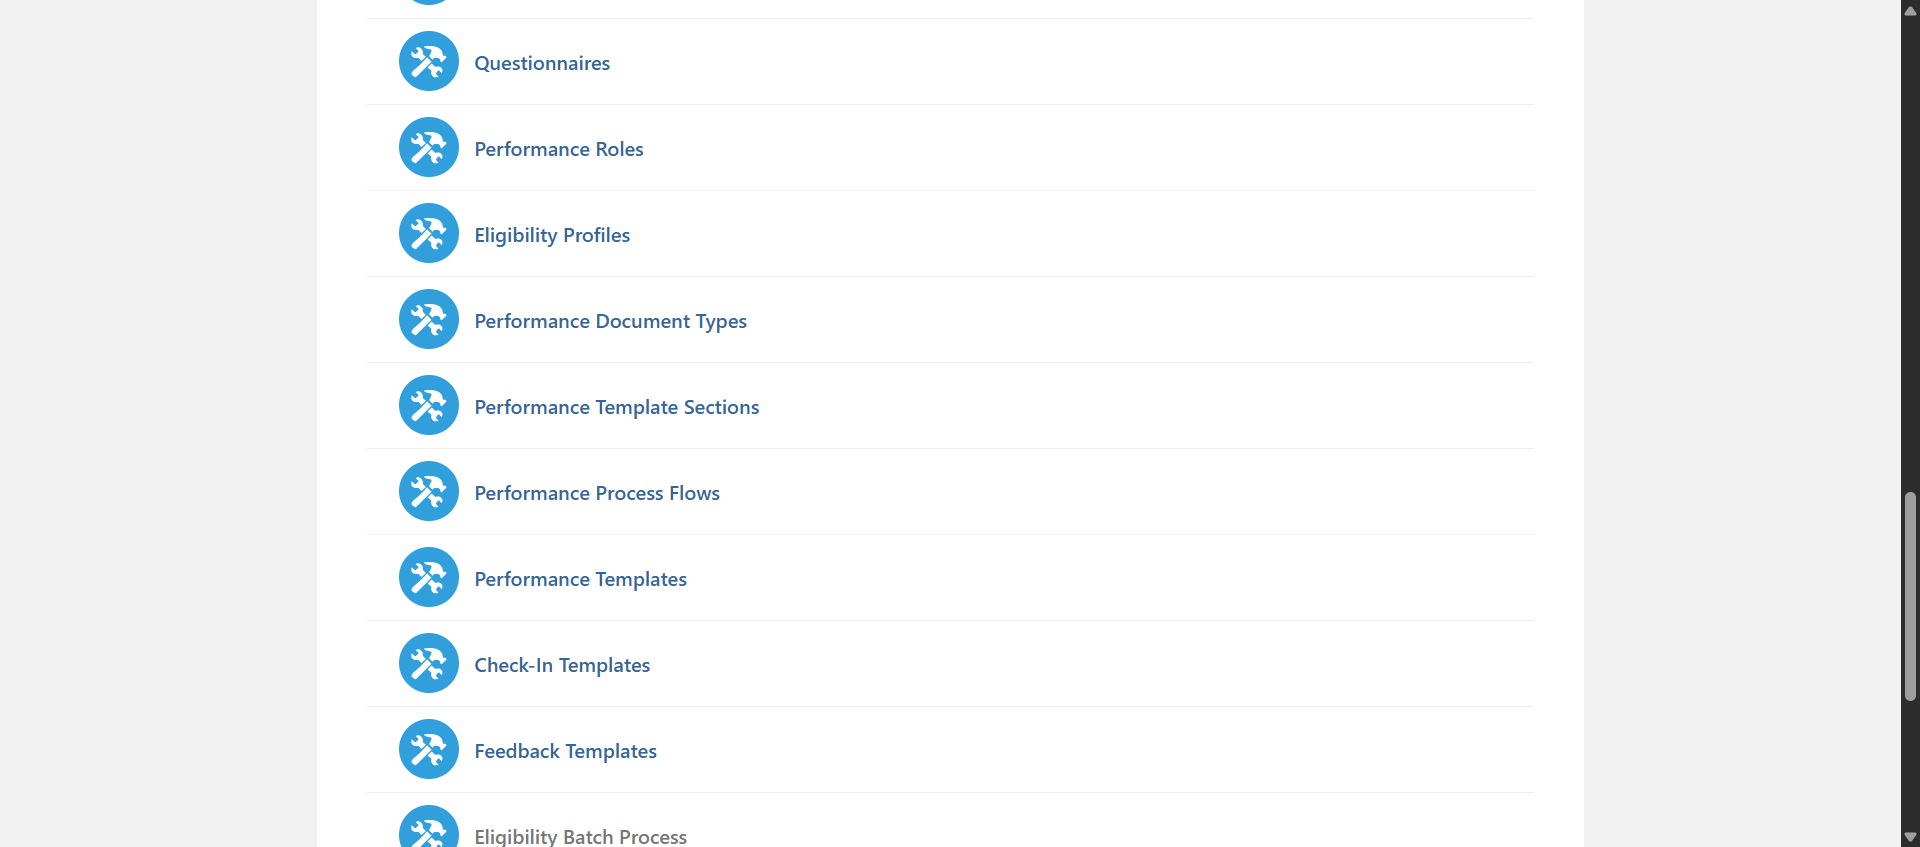 Questionnaires
Performance Roles
Eligibility Profiles
Performance Document Types
Performance Template Sections
Performance Process Flows
Performance Templates
Check-In Templates
Feedback Templates
Eligibility Batch Process